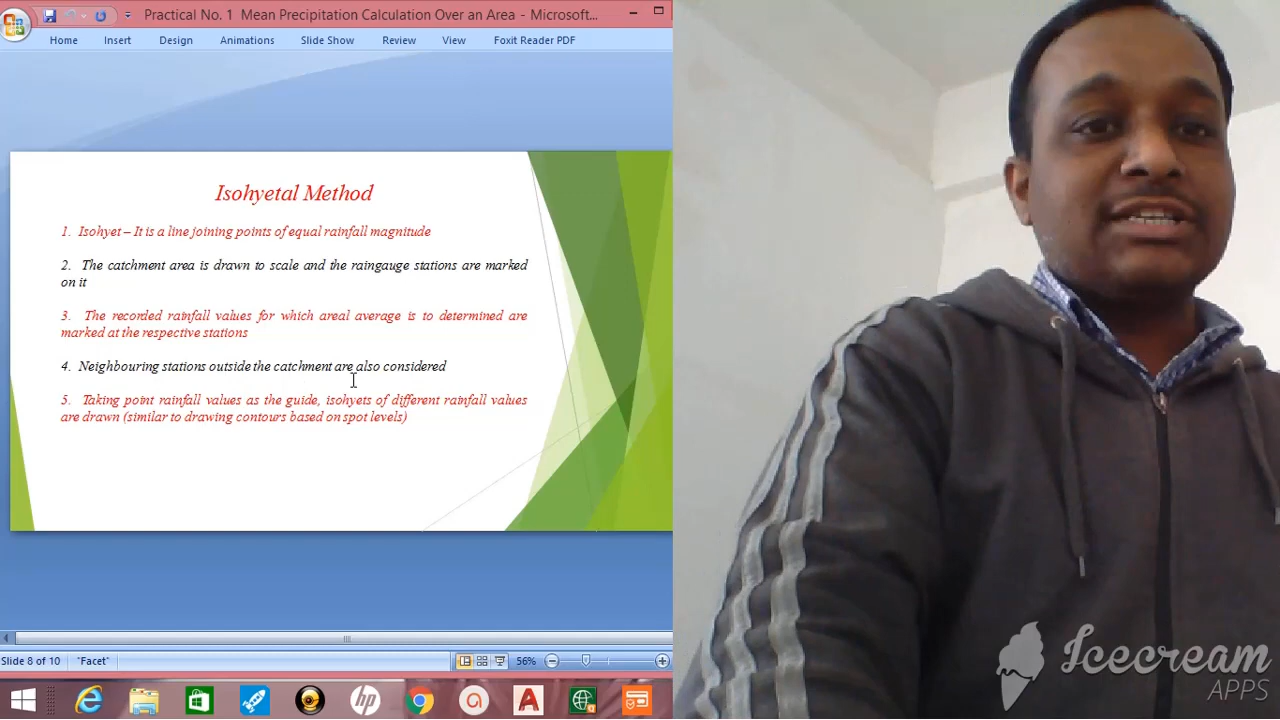 Practical No. 1 Mean Precipitation Calculation Over an Area - Microsoft...
Home Insert Design Animations Slide Show Review View Foxit Reader PDF
Isohyetal Method
1. Isohyet – It is a line joining points of equal rainfall magnitude
2. The catchment area is drawn to scale and the raingauge stations are marked
on it
3. The recorded rainfall values for which areal average is to determined are
marked at the respective stations
4. Neighbouring stations outside the catchment are also considered
5. Taking point rainfall values as the guide, isohyets of different rainfall values
are drawn (similar to drawing contours based on spot levels)
Slide 8 of 10 "Facet" 56%
hp
Icecream
APPS